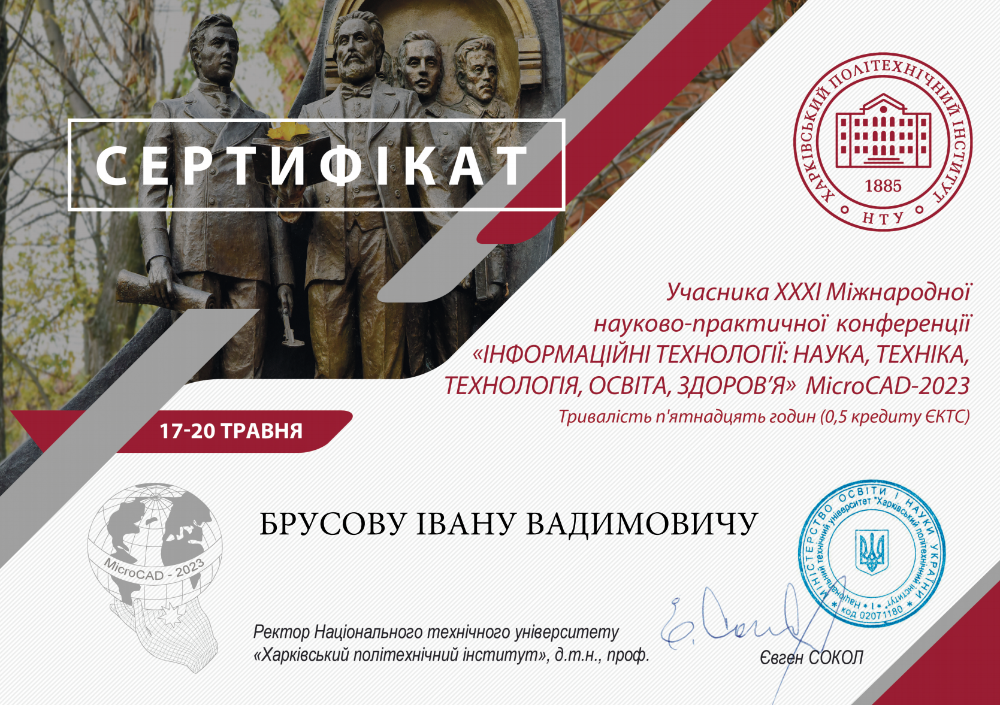 СЕРТИФІКАТ
ХАРКІВСЬКИЙ ПОЛІТЕХНІЧНИЙ ІНСТИТУТ
1885
НТУ
Учасника XXXI Міжнародної
науково-практичної конференції
«ІНФОРМАЦІЙНІ ТЕХНОЛОГІЇ: НАУКА, ТЕХНІКА,
ТЕХНОЛОГІЯ, ОСВІТА, ЗДОРОВ’Я» MicroCAD-2023
Тривалість п'ятнадцять годин (0,5 кредиту ЄКТС)
17-20 ТРАВНЯ
БРУСОВУ ІВАНУ ВАДИМОВИЧУ
MicroCAD - 2023
МІНІСТЕРСТВО ОСВІТИ І НАУКИ УКРАЇНИ
* код 02071180 *
Національний технічний університет "Харківський політехнічний інститут" * І *
Ректор Національного технічного університету
«Харківський політехнічний інститут», д.т.н., проф.
Євген СОКОЛ